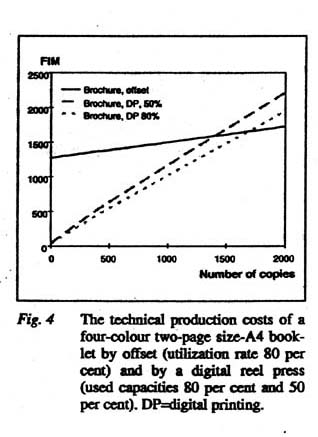 FIM
2500
Brochure, offset
2000
Brochure, DP, 50%
Brochure, DP 80%
1500
1000
500
0
0 500 1000 1500 2000
Number of copies
Fig. 4 The technical production costs of a
four-colour two-page size-A4 book-
let by offset (utilization rate 80 per
cent) and by a digital reel press
(used capacities 80 per cent and 50
per cent). DP=digital printing.